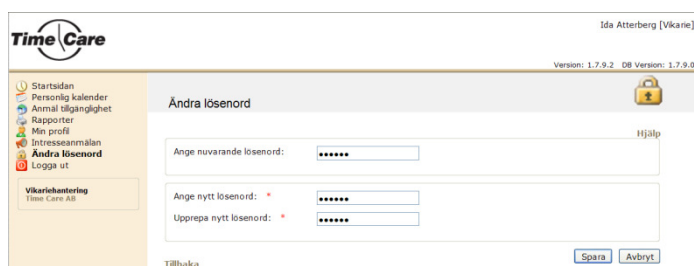 Time Care
Ida Atterberg [Vikarie]
Version: 1.7.9.2 DB Version: 1.7.9.0
Startsidan
Personlig kalender
Anmäl tillgänglighet
Rapporter
Min profil
Intresseanmälan
Ändra lösenord
Logga ut
Vikariehantering
Time Care AB
Ändra lösenord
Hjälp
Ange nuvarande lösenord: ••••••
Ange nytt lösenord: * ••••••
Upprepa nytt lösenord: * ••••••
Spara Avbryt
Tillbaka